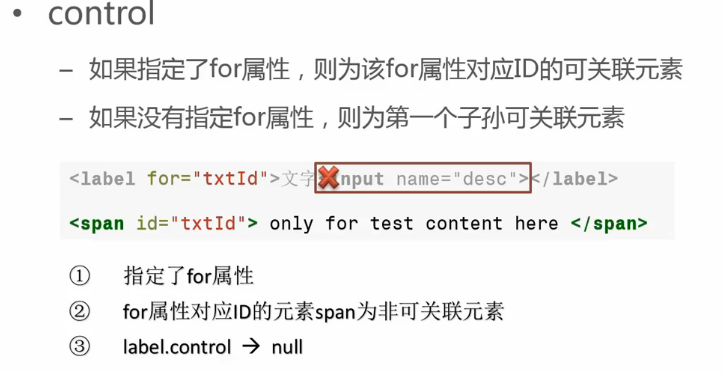 • control
– 如果指定了for属性，则为该for属性对应ID的可关联元素
– 如果没有指定for属性，则为第一个子孙可关联元素
<label for="txtId">文字nput name="desc"></label>
<span id="txtId"> only for test content here </span>
① 指定了for属性
② for属性对应ID的元素span为非可关联元素
③ label.control → null